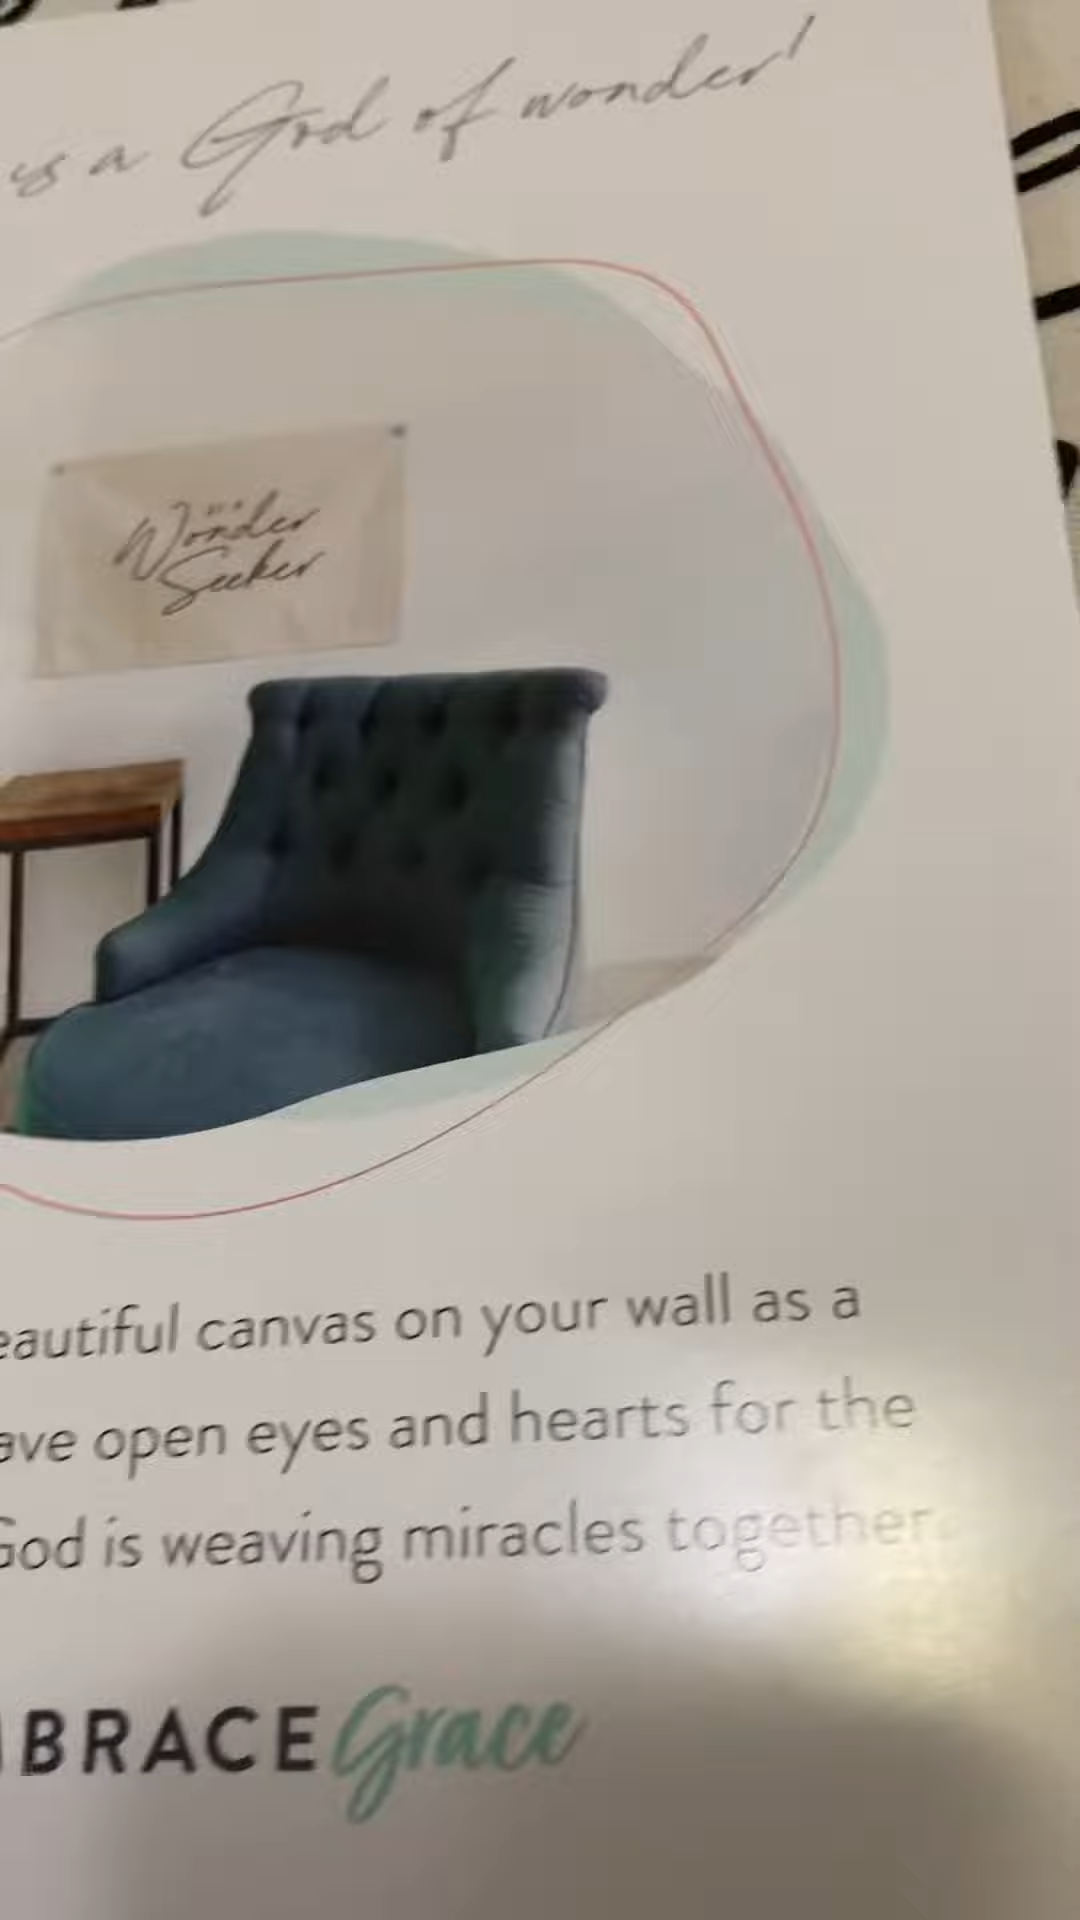 is a God of wonder!
Wonder
Seeker
eautiful canvas on your wall as a
ave open eyes and hearts for the
God is weaving miracles together.
BRACE Grace